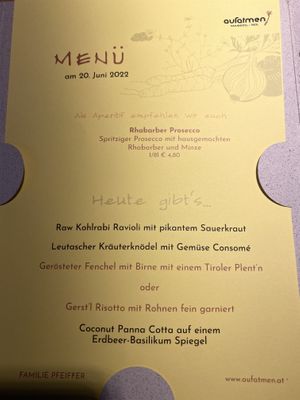 aufatmen
MENÜ
am 20. Juni 2022
Als Aperitif empfehlen wir euch
Rhabarber Prosecco
Spritziger Prosecco mit hausgemochten
Rhabarber und Minze
1/8l € 4,80
Heute gibt's...
Raw Kohlrabi Ravioli mit pikantem Sauerkraut
Leutascher Kräuterknödel mit Gemüse Consomé
Gerösteter Fenchel mit Birne mit einem Tiroler Plent'n
oder
Gerst'l Risotto mit Rohnen fein garniert
Coconut Panna Cotta auf einem
Erdbeer-Basilikum Spiegel
FAMILIE PFEIFFER
www.aufatmen.at